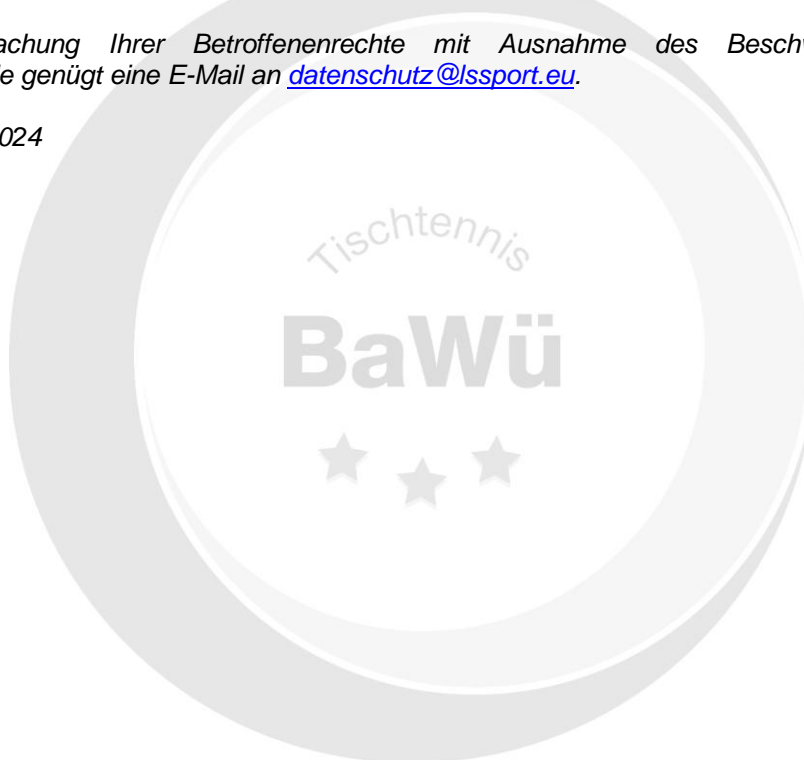 achung Ihrer Betroffenenrechte mit Ausnahme des Beschw
e genügt eine E-Mail an datenschutz@lssport.eu.
024
Tischtennis
BaWü